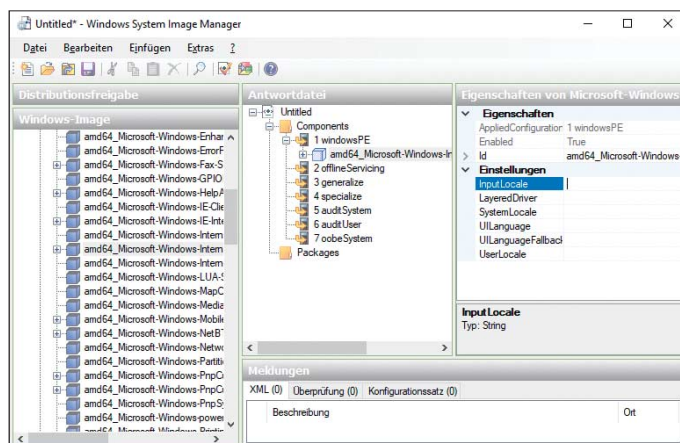 Untitled* - Windows System Image Manager
Datei Bearbeiten Einfügen Extras ?
Distributionsfreigabe
Windows-Image
amd64_Microsoft-Windows-Enhar
amd64_Microsoft-Windows-ErrorF
amd64_Microsoft-Windows-Fax-S
amd64_Microsoft-Windows-GPIO
amd64_Microsoft-Windows-HelpA
amd64_Microsoft-Windows-IE-Clie
amd64_Microsoft-Windows-IE-Inte
amd64_Microsoft-Windows-Intern
amd64_Microsoft-Windows-Intern
amd64_Microsoft-Windows-Intern
amd64_Microsoft-Windows-LUA-S
amd64_Microsoft-Windows-MapC
amd64_Microsoft-Windows-Media
amd64_Microsoft-Windows-Mobile
amd64_Microsoft-Windows-NetBT
amd64_Microsoft-Windows-Netwo
amd64_Microsoft-Windows-Partiti
amd64_Microsoft-Windows-PnpCu
amd64_Microsoft-Windows-PnpCu
amd64_Microsoft-Windows-PnpSy
amd64_Microsoft-Windows-power
amd64_Microsoft-Windows-Printin
Antwortdatei
Untitled
Components
1 windowsPE
amd64_Microsoft-Windows-In
2 offlineServicing
3 generalize
4 specialize
5 auditSystem
6 auditUser
7 oobeSystem
Packages
Eigenschaften von Microsoft-Windows
Eigenschaften
AppliedConfiguration 1 windowsPE
Enabled True
Id amd64_Microsoft-Windows-
Einstellungen
InputLocale
LayeredDriver
SystemLocale
UILanguage
UILanguageFallback
UserLocale
InputLocale
Typ: String
Meldungen
XML (0) Überprüfung (0) Konfigurationssatz (0)
Beschreibung Ort